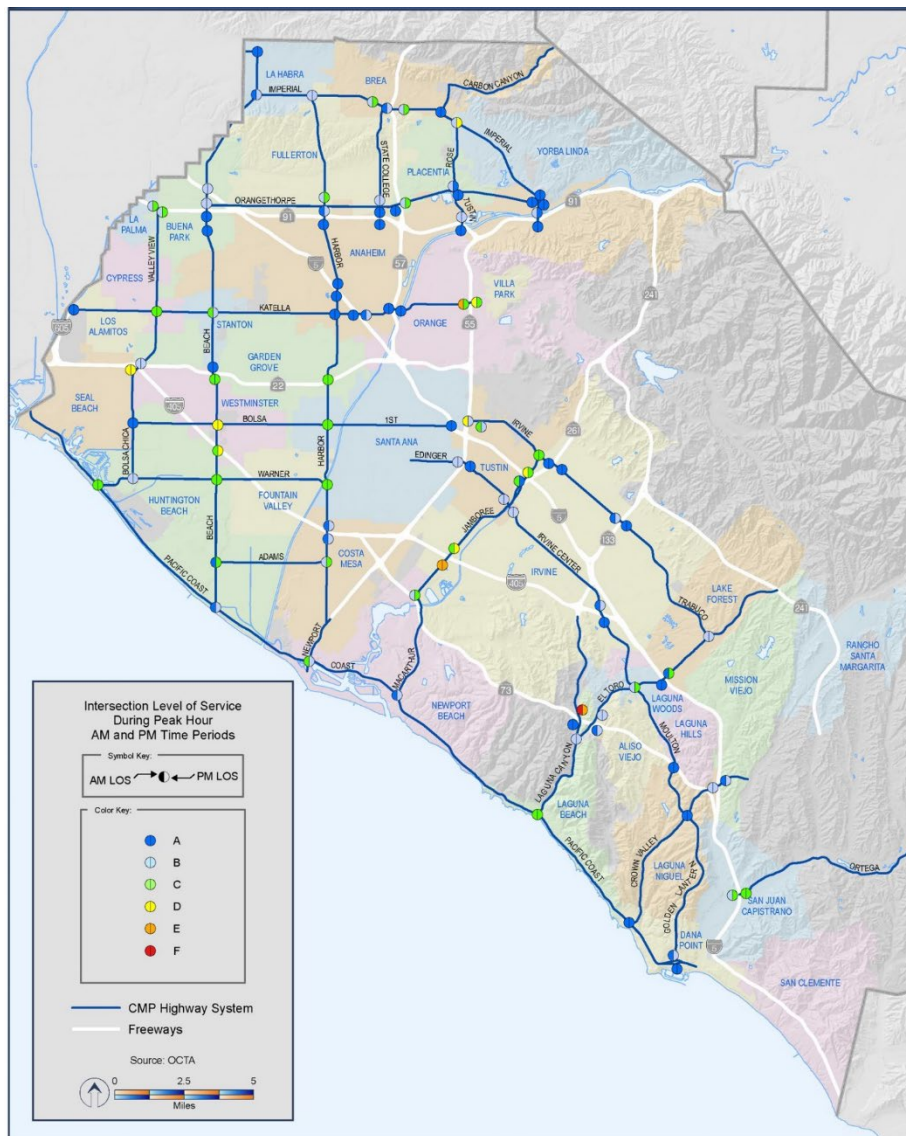 LA HABRA
IMPERIAL
BREA
CARBON CANYON
FULLERTON
STATE COLLEGE
PLACENTIA
ROSE
IMPERIAL
YORBA LINDA
ORANGETHORPE
91
TUSTIN
91
LA
PALMA
BUENA
PARK
VALLEY VIEW
CYPRESS
HARBOR
ANAHEIM
5
57
VILLA
PARK
241
KATELLA
605
LOS
ALAMITOS
STANTON
ORANGE
55
BEACH
GARDEN
GROVE
22
SEAL
BEACH
405
WESTMINSTER
BOLSA
1ST
IRVINE
261
BOLSA CHICA
SANTA ANA
EDINGER
TUSTIN
HARBOR
WARNER
HUNTINGTON
BEACH
FOUNTAIN
VALLEY
JAMBOREE
5
133
BEACH
ADAMS
COSTA
MESA
IRVINE CENTER
IRVINE
405
PACIFIC COAST
LAKE
FOREST
TRABUCO
241
RANCHO
SANTA
MARGARITA
NEWPORT
COAST
MACARTHUR
73
NEWPORT
BEACH
MISSION
VIEJO
EL TORO
LAGUNA
WOODS
LAGUNA
HILLS
ALISO
VIEJO
MOULTON
LAGUNA CANYON
LAGUNA
BEACH
PACIFIC COAST
CROWN VALLEY
LAGUNA
NIGUEL
GOLDEN LANTERN
ORTEGA
SAN JUAN
CAPISTRANO
DANA
POINT
5
SAN CLEMENTE
Intersection Level of Service
During Peak Hour
AM and PM Time Periods
Symbol Key:
AM LOS PM LOS
Color Key:
A
B
C
D
E
F
CMP Highway System
Freeways
Source: OCTA
0 2.5 5
Miles